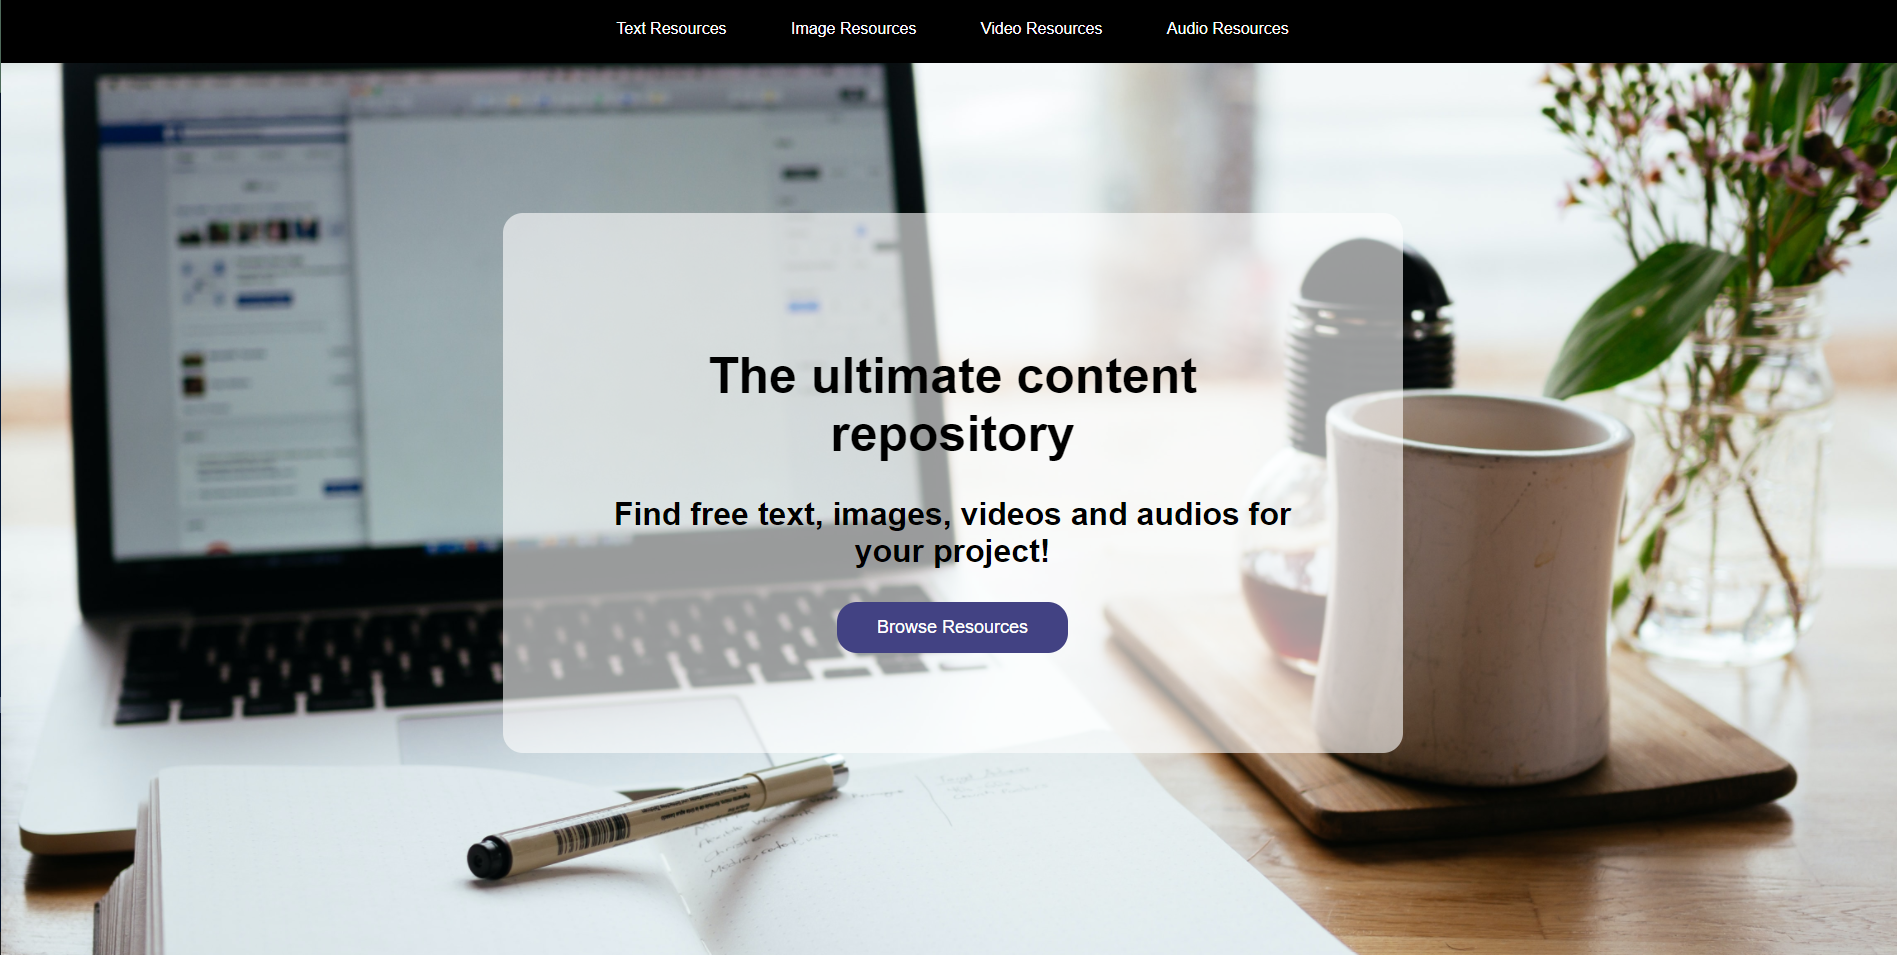 Text Resources Image Resources Video Resources Audio Resources
The ultimate content
repository
Find free text, images, videos and audios for
your project!
Browse Resources